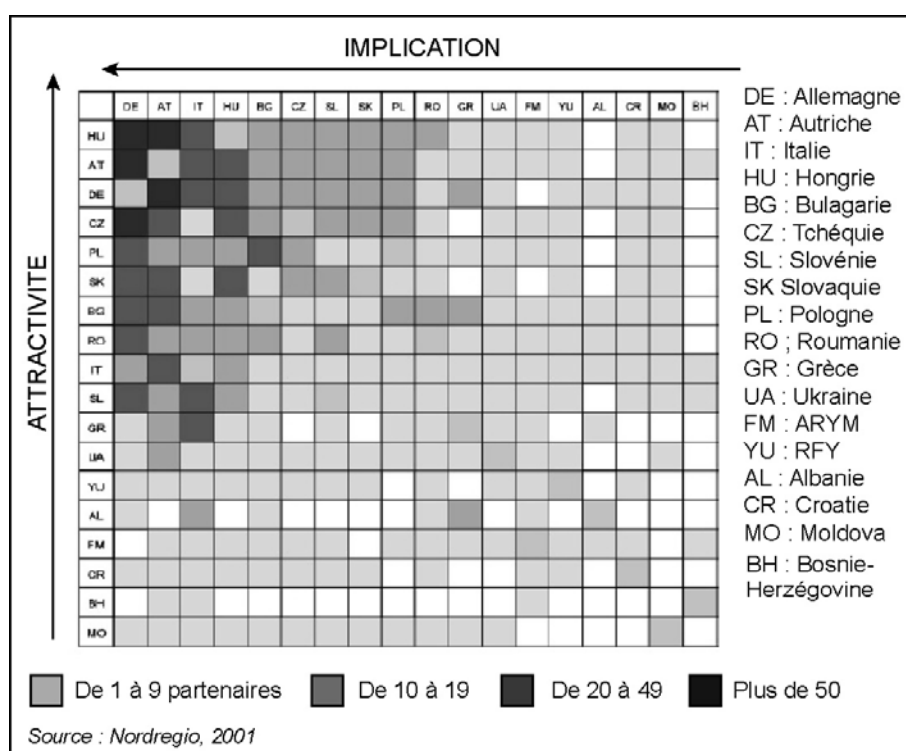 IMPLICATION
ATTRACTIVITE
DE AT IT HU BG CZ SL SK PL RO GR UA FM YU AL CR MO BH
HU
AT
DE
CZ
PL
SK
BG
RO
IT
SL
GR
UA
YU
AL
FM
CR
BH
MO
DE : Allemagne
AT : Autriche
IT : Italie
HU : Hongrie
BG : Bulagarie
CZ : Tchéquie
SL : Slovénie
SK Slovaquie
PL : Pologne
RO ; Roumanie
GR : Grèce
UA : Ukraine
FM : ARYM
YU : RFY
AL : Albanie
CR : Croatie
MO : Moldova
BH : Bosnie-
Herzégovine
De 1 à 9 partenaires De 10 à 19 De 20 à 49 Plus de 50
Source : Nordregio, 2001